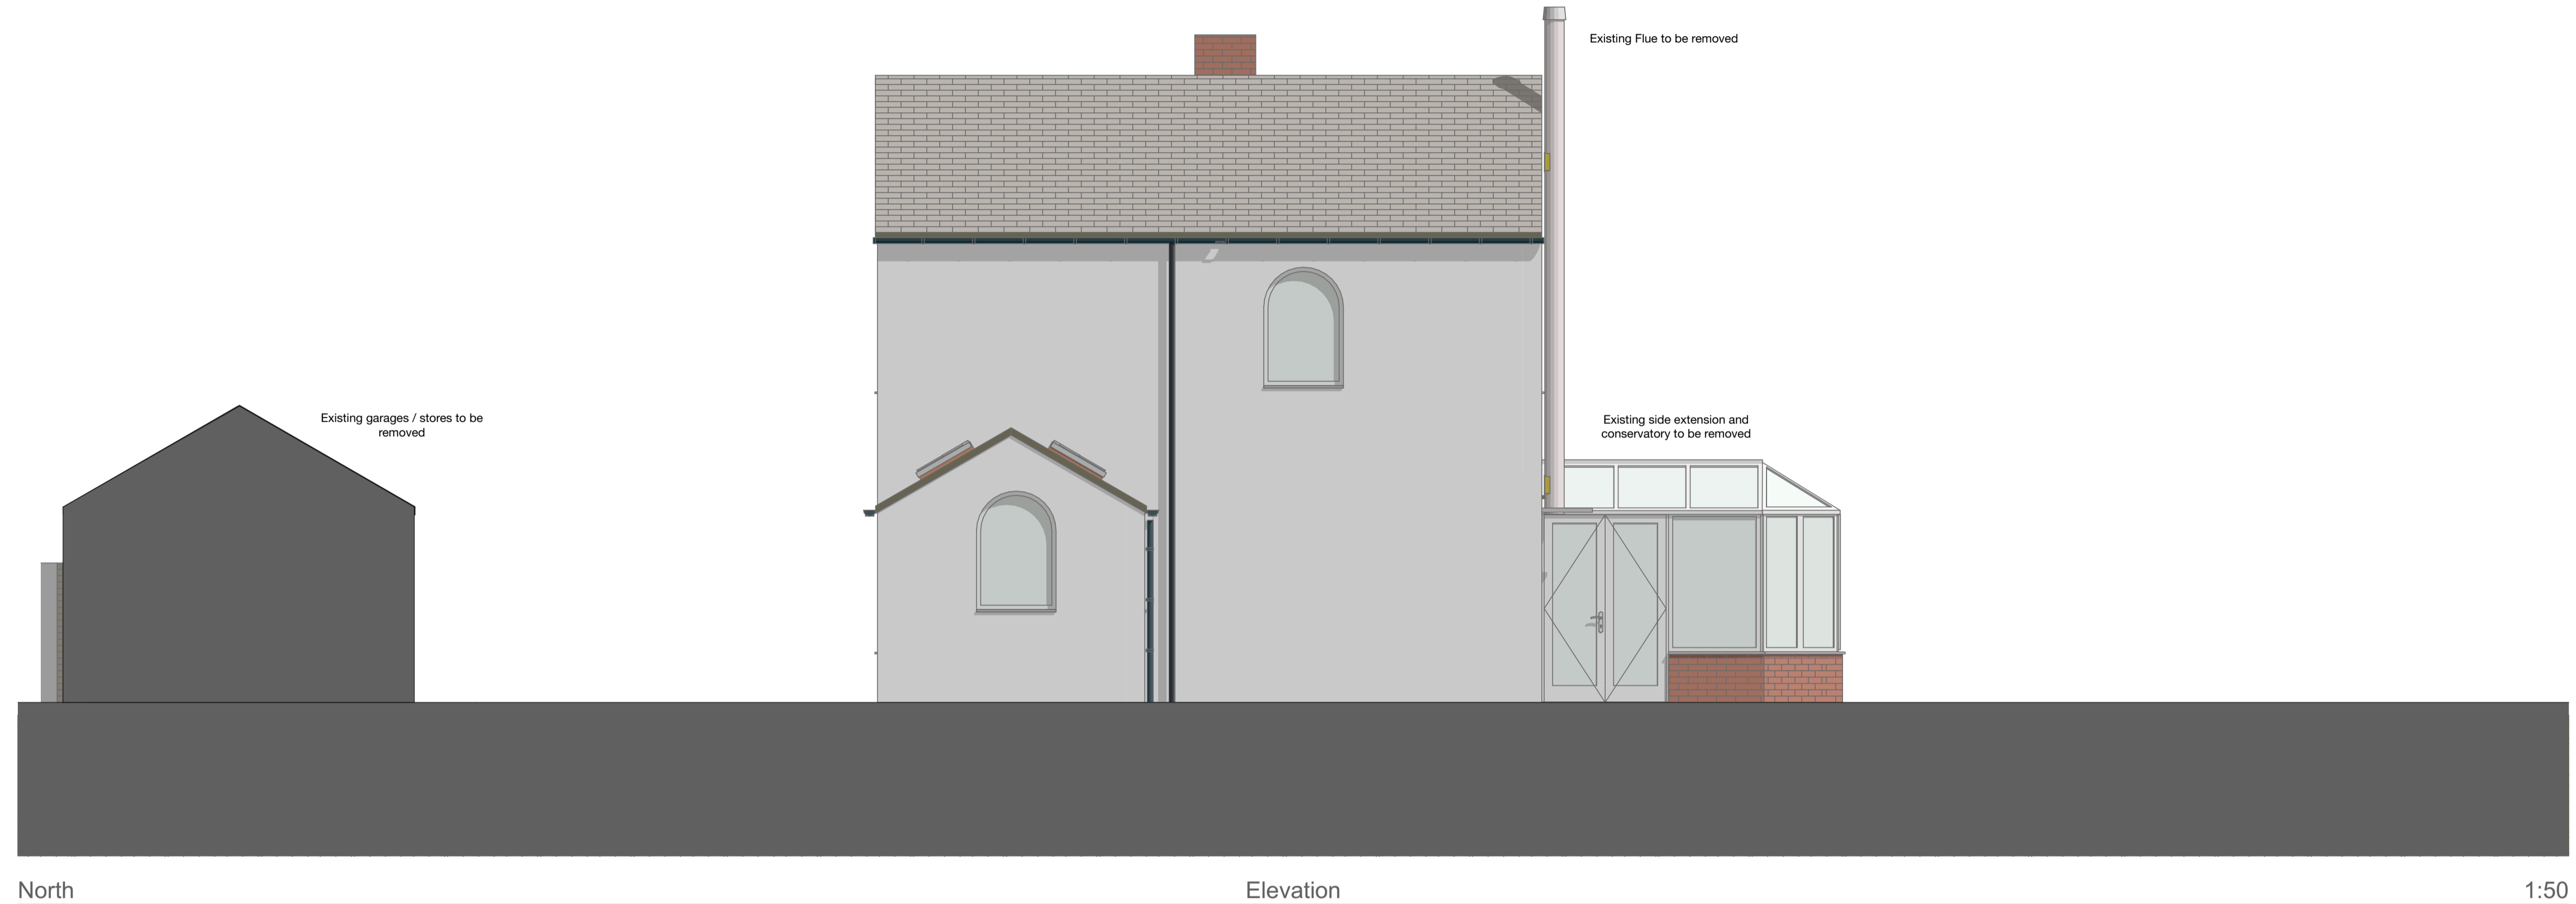 Existing Flue to be removed
Existing garages / stores to be
removed
Existing side extension and
conservatory to be removed
North
Elevation
1:50